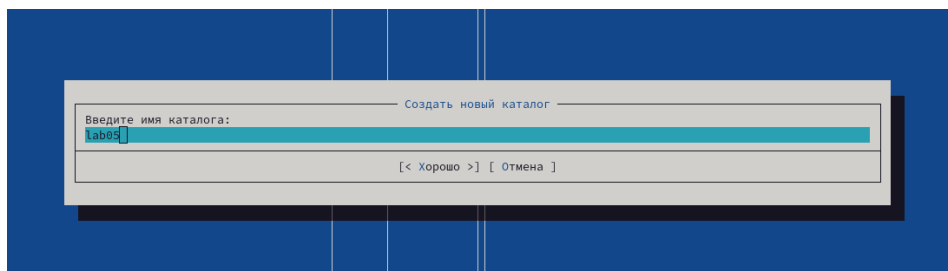 Создать новый каталог
Введите имя каталога:
lab05
[< Хорошо >] [ Отмена ]